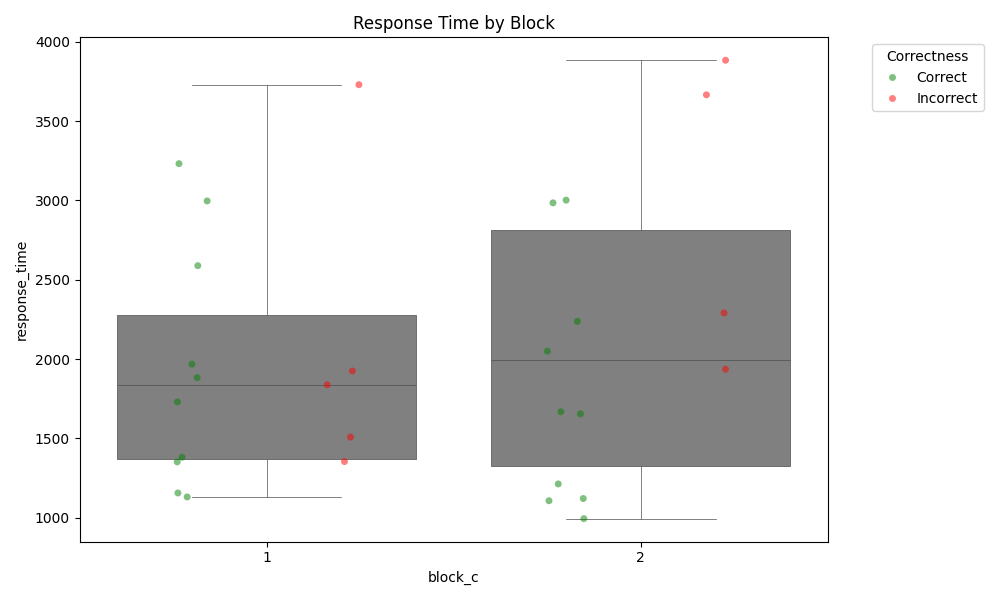 Response Time by Block
Correctness
Correct
Incorrect
response_time
4000
3500
3000
2500
2000
1500
1000
1
2
block_c